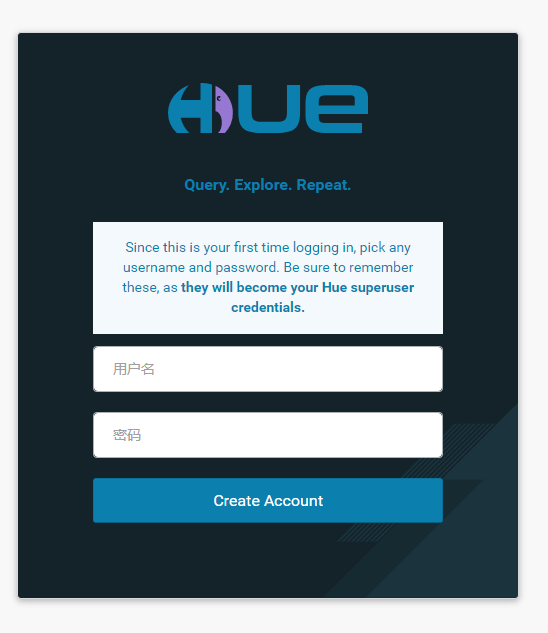 HUE
Query. Explore. Repeat.
Since this is your first time logging in, pick any
username and password. Be sure to remember
these, as they will become your Hue superuser
credentials.
用户名
密码
Create Account